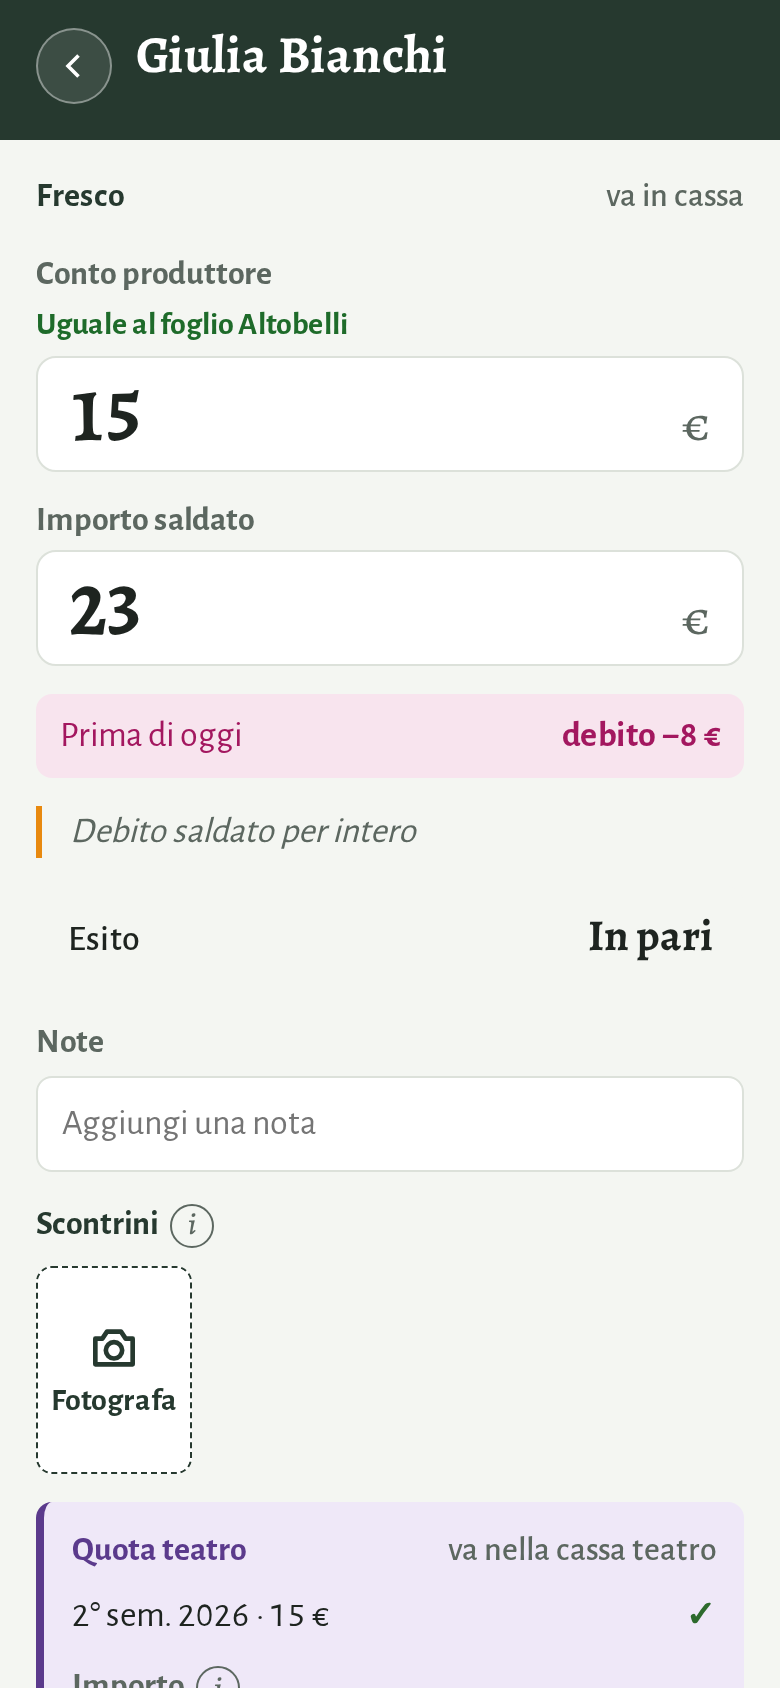 Giulia Bianchi
Fresco va in cassa
Conto produttore
Uguale al foglio Altobelli
15 €
Importo saldato
23 €
Prima di oggi debito −8 €
Debito saldato per intero
Esito In pari
Note
Aggiungi una nota
Scontrini i
Fotografa
Quota teatro va nella cassa teatro
2° sem. 2026 · 15 € ✓
Importo i